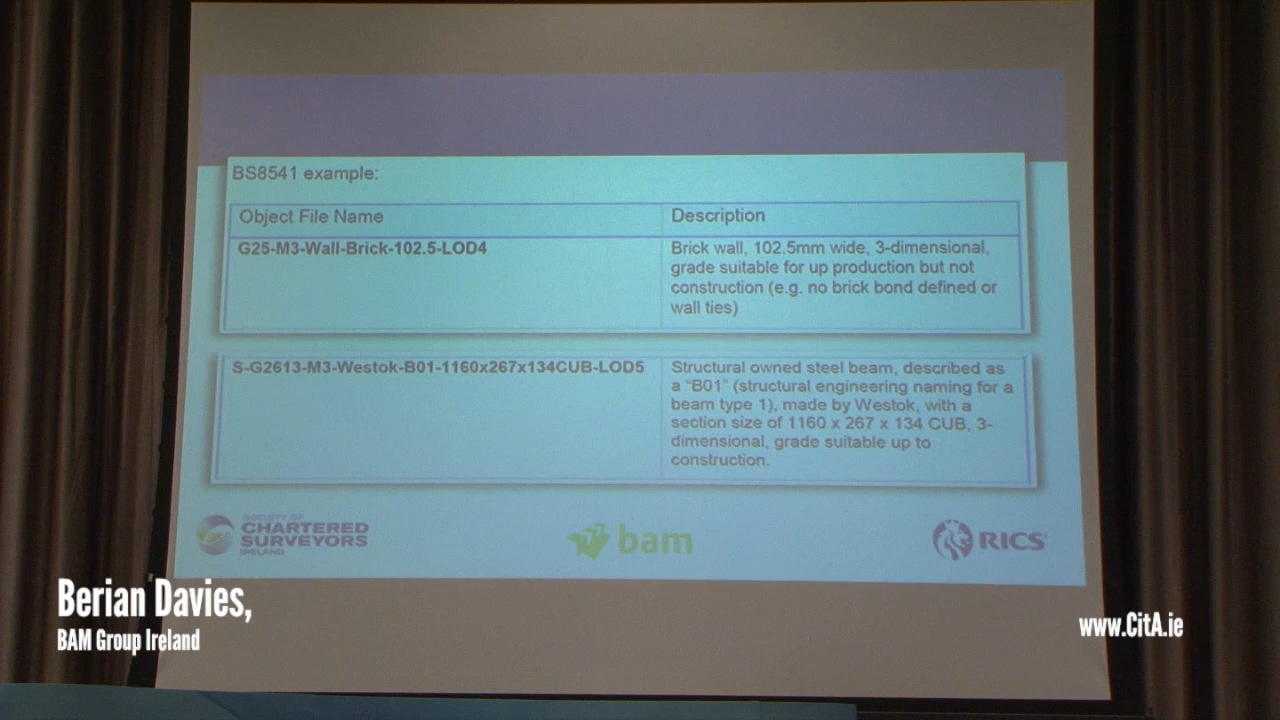 BS8541 example:
Object File Name
Description
G25-M3-Wall-Brick-102.5-LOD4
Brick wall, 102.5mm wide, 3-dimensional,
grade suitable for up production but not
construction (e.g. no brick bond defined or
wall ties)
S-G2613-M3-Westok-B01-1160x267x134CUB-LOD5
Structural owned steel beam, described as
a “B01” (structural engineering naming for a
beam type 1), made by Westok, with a
section size of 1160 x 267 x 134 CUB, 3-
dimensional, grade suitable up to
construction.
SOCIETY OF
CHARTERED
SURVEYORS
IRELAND
bam
RICS
Berian Davies,
BAM Group Ireland
www.CitA.ie